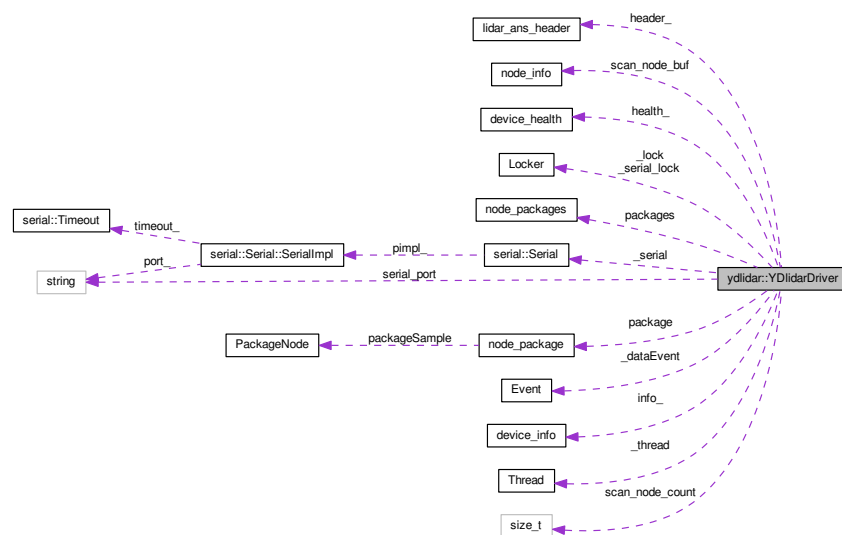 lidar_ans_header
header_
node_info
scan_node_buf
device_health
health_
Locker
_lock
_serial_lock
node_packages
packages
serial::Timeout
timeout_
serial::Serial::SerialImpl
pimpl_
serial::Serial
_serial
port_
string
serial_port
ydlidar::YDlidarDriver
PackageNode
packageSample
node_package
package
_dataEvent
Event
info_
device_info
_thread
Thread
scan_node_count
size_t